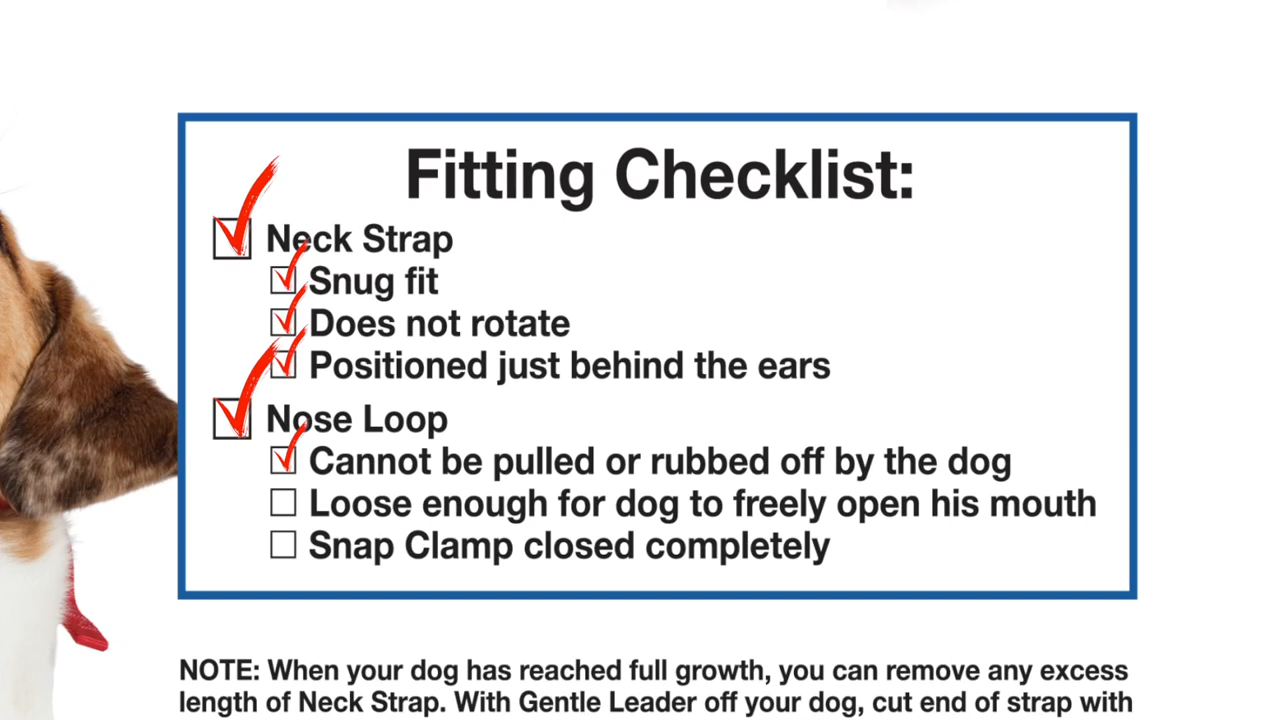 Fitting Checklist:
Neck Strap
Snug fit
Does not rotate
Positioned just behind the ears
Nose Loop
Cannot be pulled or rubbed off by the dog
Loose enough for dog to freely open his mouth
Snap Clamp closed completely
NOTE: When your dog has reached full growth, you can remove any excess
length of Neck Strap. With Gentle Leader off your dog, cut end of strap with